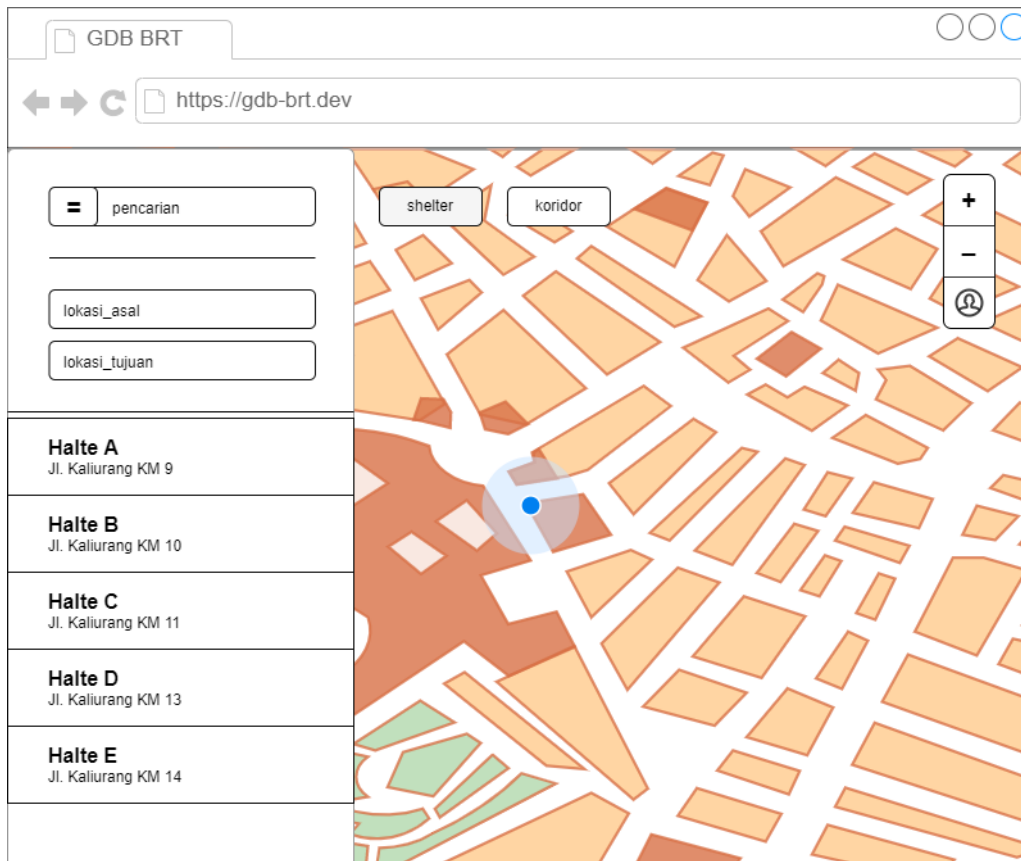 GDB BRT
https://gdb-brt.dev
pencarian
shelter
koridor
+
–
lokasi_asal
lokasi_tujuan
Halte A
Jl. Kaliurang KM 9
Halte B
Jl. Kaliurang KM 10
Halte C
Jl. Kaliurang KM 11
Halte D
Jl. Kaliurang KM 13
Halte E
Jl. Kaliurang KM 14